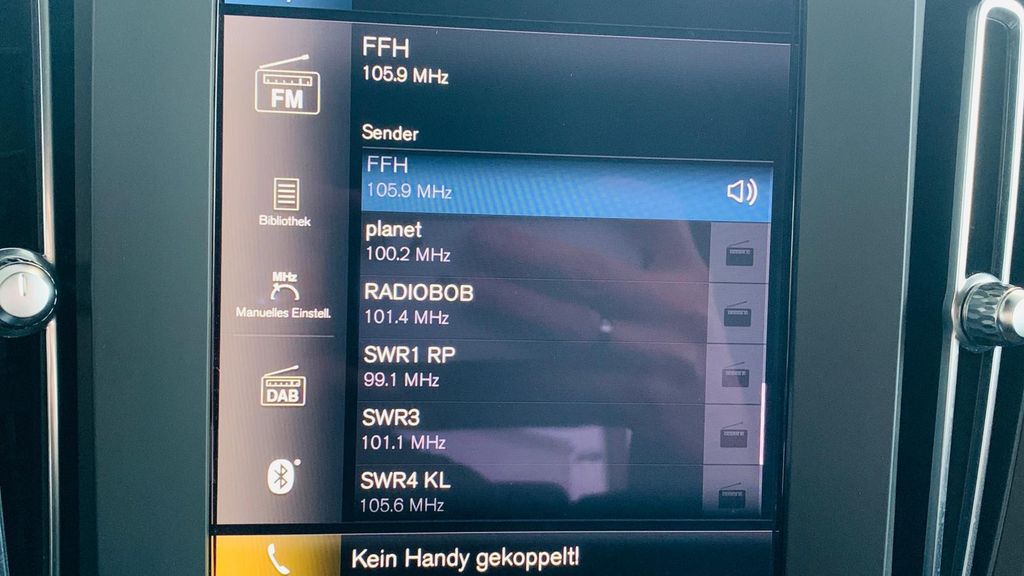 FFH
105.9 MHz
FM
Sender
FFH
105.9 MHz
Bibliothek
planet
100.2 MHz
MHz
Manuelles Einstell.
RADIOBOB
101.4 MHz
SWR1 RP
99.1 MHz
DAB
SWR3
101.1 MHz
SWR4 KL
105.6 MHz
Kein Handy gekoppelt!